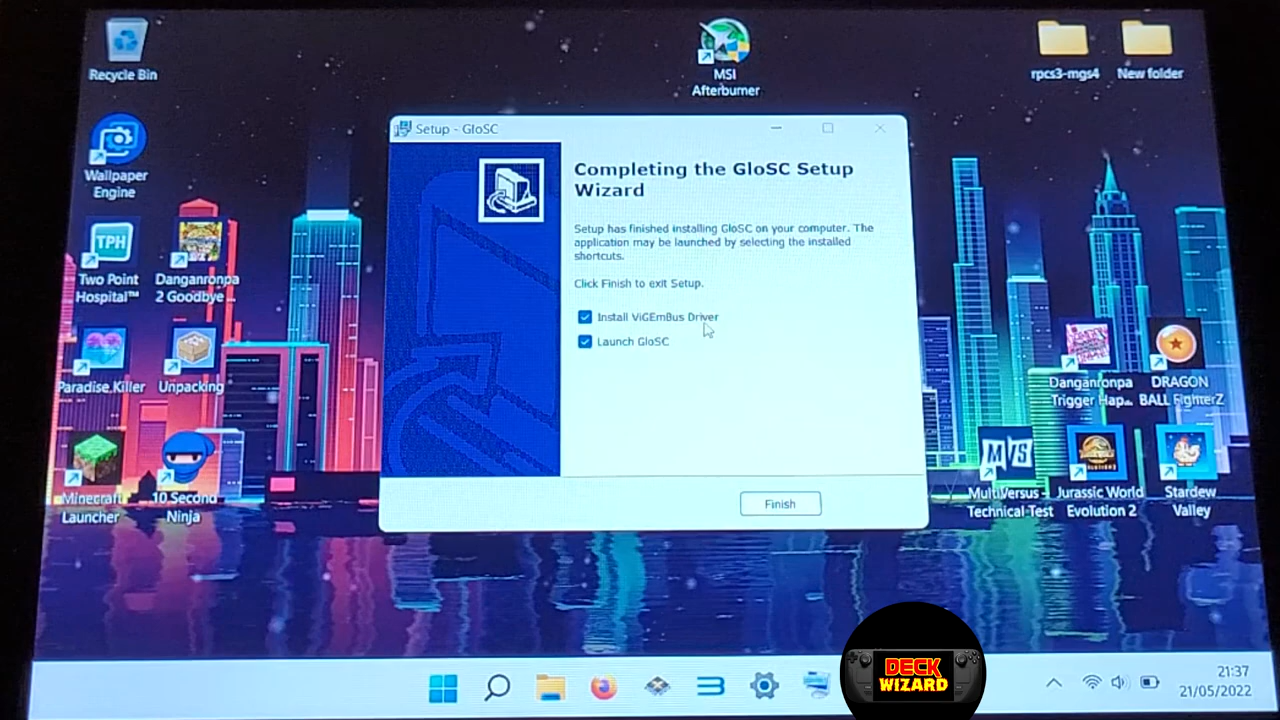 Recycle Bin
MSI
Afterburner
rpcs3-mgs4
New folder
Setup - GloSC
Completing the GloSC Setup
Wizard
Setup has finished installing GloSC on your computer. The
application may be launched by selecting the installed
shortcuts.
Click Finish to exit Setup.
Install ViGEmBus Driver
Launch GloSC
Finish
Wallpaper
Engine
TPH
Two Point
Hospital™
Danganronpa
2 Goodbye ...
Paradise Killer
Unpacking
Minecraft
Launcher
10 Second
Ninja
Danganronpa
Trigger Hap...
DRAGON
BALL FighterZ
MVS
MultiVersus -
Technical Test
Jurassic World
Evolution 2
Stardew
Valley
DECK
WIZARD
21:37
21/05/2022